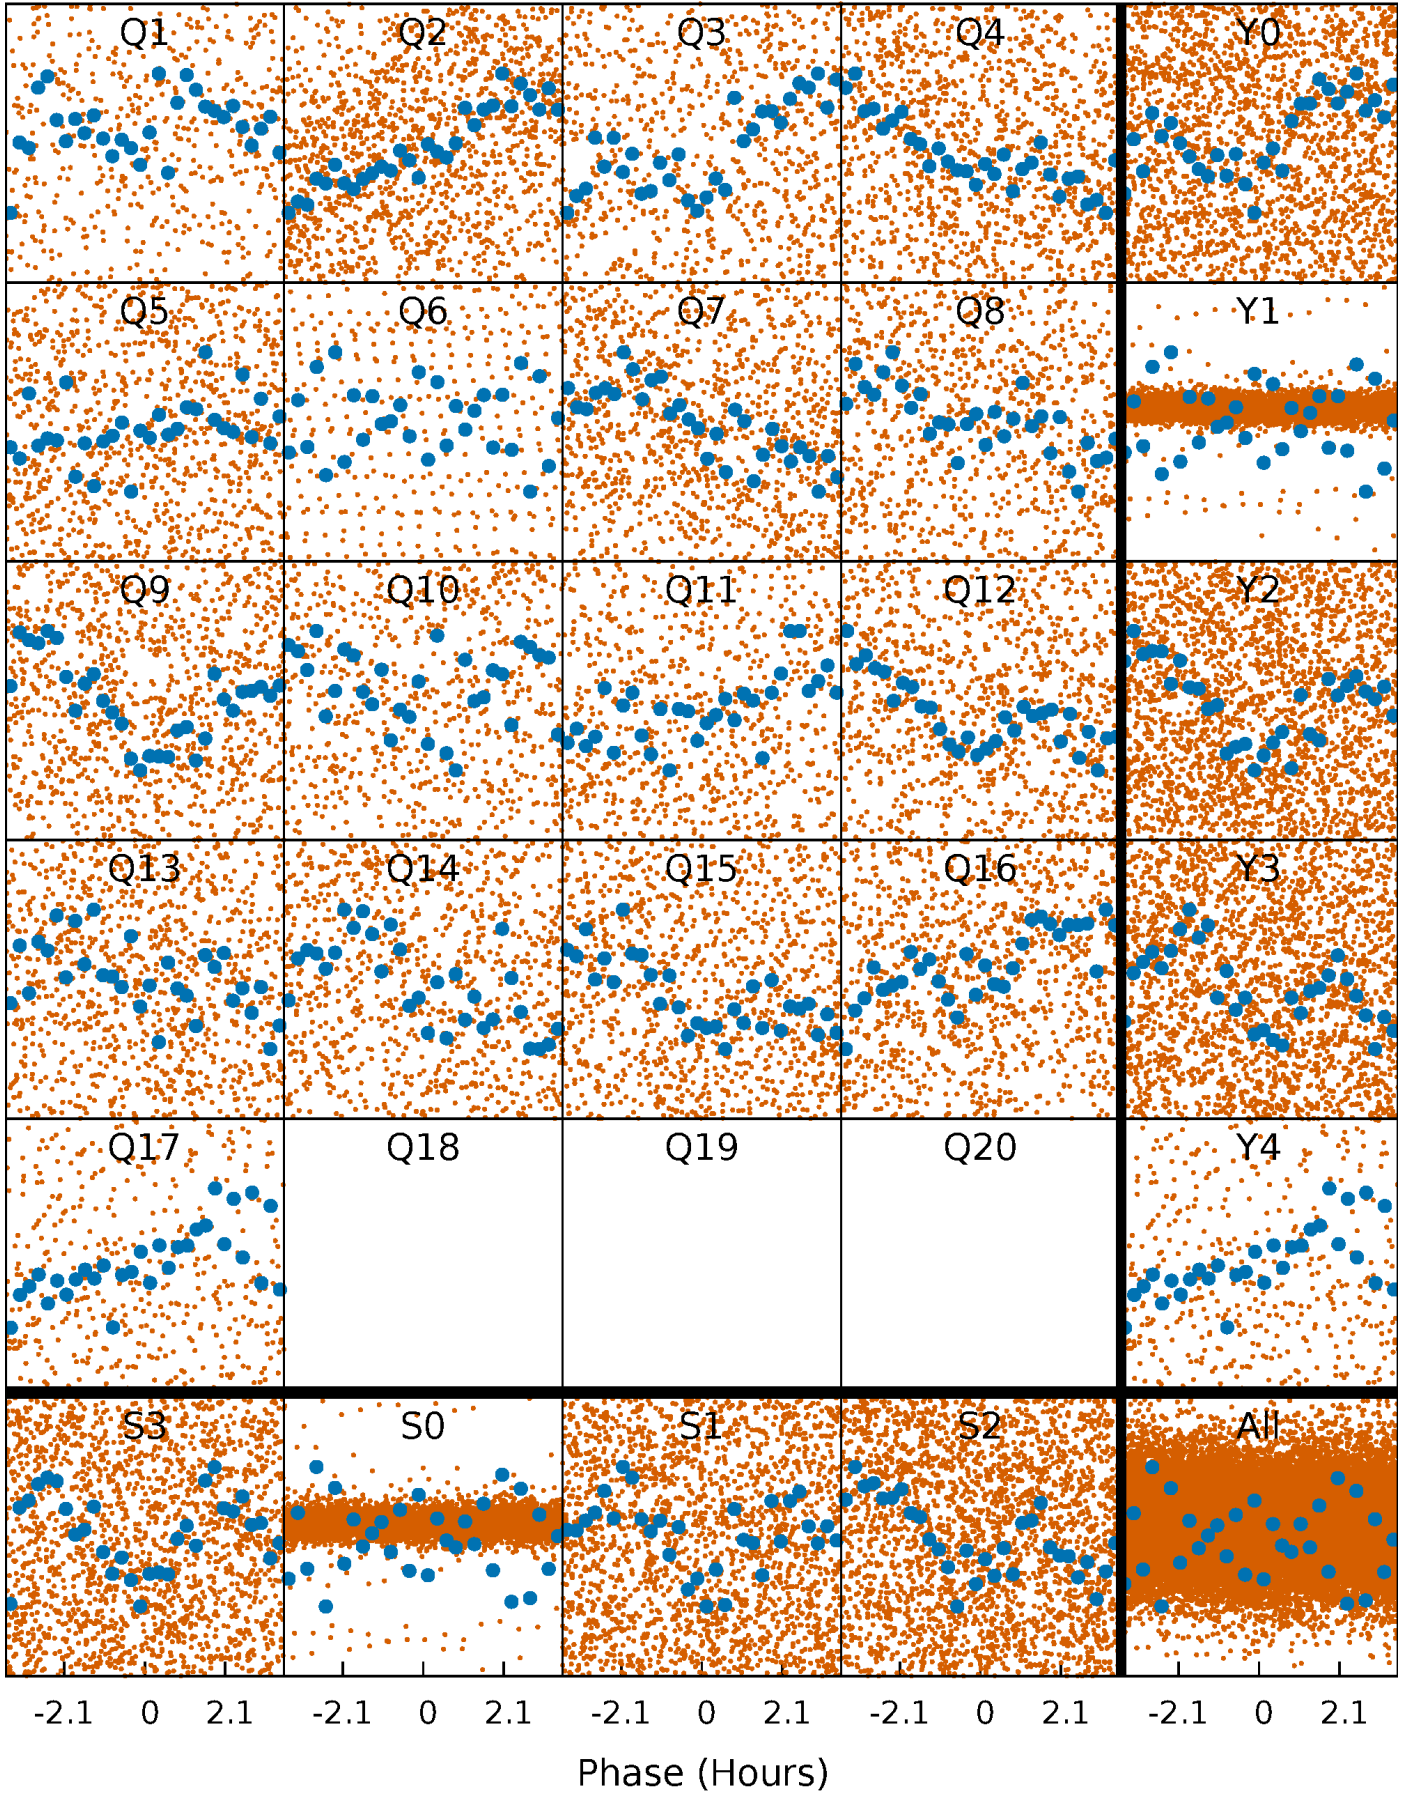 Q1 Q2 Q3 Q4 Y0
Q5 Q6 Q7 Q8 Y1
Q9 Q10 Q11 Q12 Y2
Q13 Q14 Q15 Q16 Y3
Q17 Q18 Q19 Q20 Y4
S3 S0 S1 S2 All
-2.1 0 2.1 -2.1 0 2.1 -2.1 0 2.1 -2.1 0 2.1 -2.1 0 2.1
Phase (Hours)